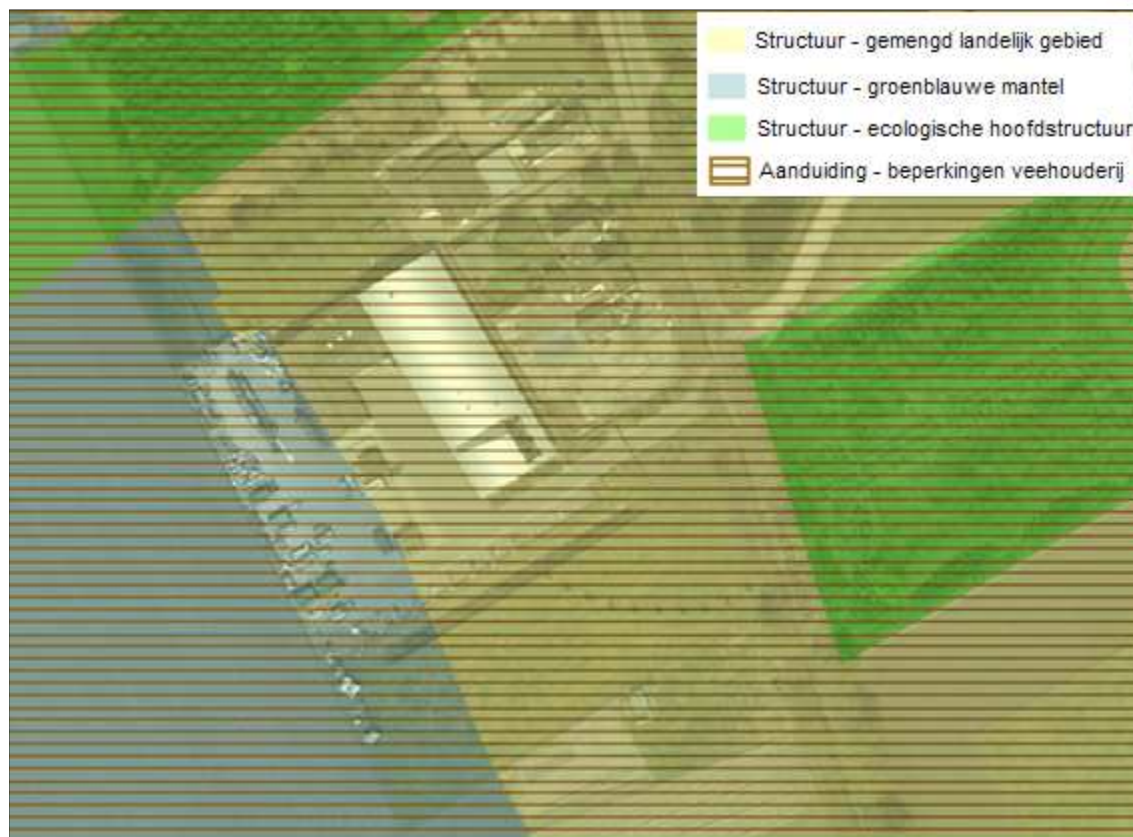 Structuur - gemengd landelijk gebied
Structuur - groenblauwe mantel
Structuur - ecologische hoofdstructuur
Aanduiding - beperkingen veehouderij